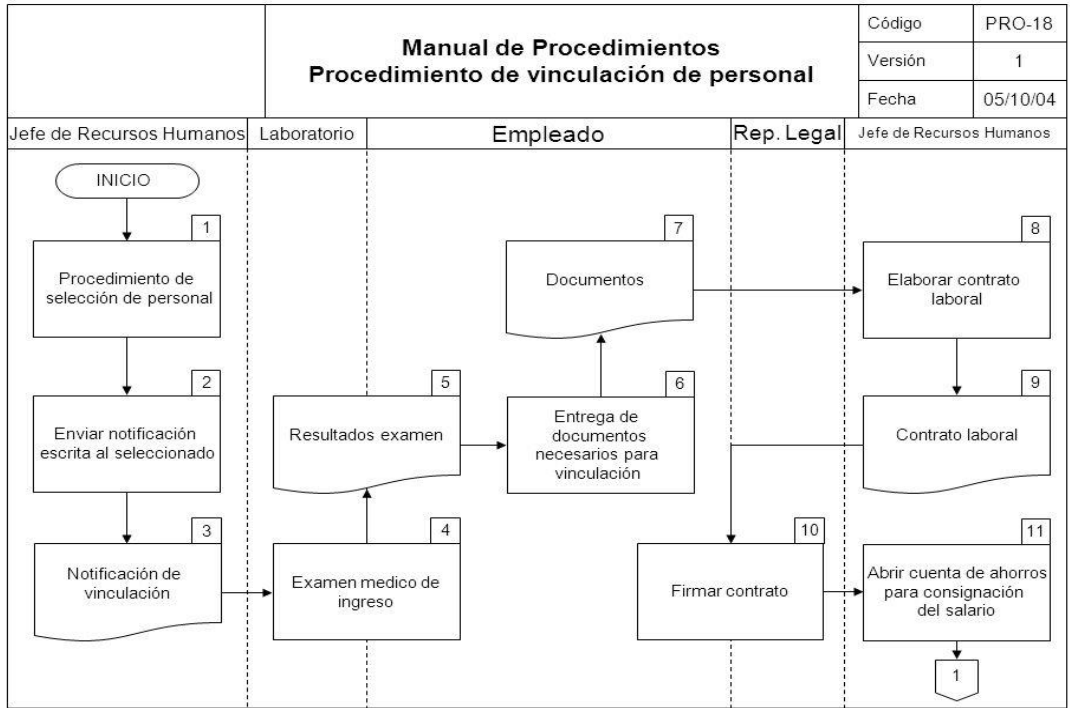 Manual de Procedimientos
Procedimiento de vinculación de personal
Código PRO-18
Versión 1
Fecha 05/10/04
Jefe de Recursos Humanos Laboratorio Empleado Rep. Legal Jefe de Recursos Humanos
INICIO
1
Procedimiento de
selección de personal
2
Enviar notificación
escrita al seleccionado
3
Notificación de
vinculación
4
Examen medico de
ingreso
5
Resultados examen
6
Entrega de
documentos
necesarios para
vinculación
7
Documentos
8
Elaborar contrato
laboral
9
Contrato laboral
10
Firmar contrato
11
Abrir cuenta de ahorros
para consignación
del salario
1